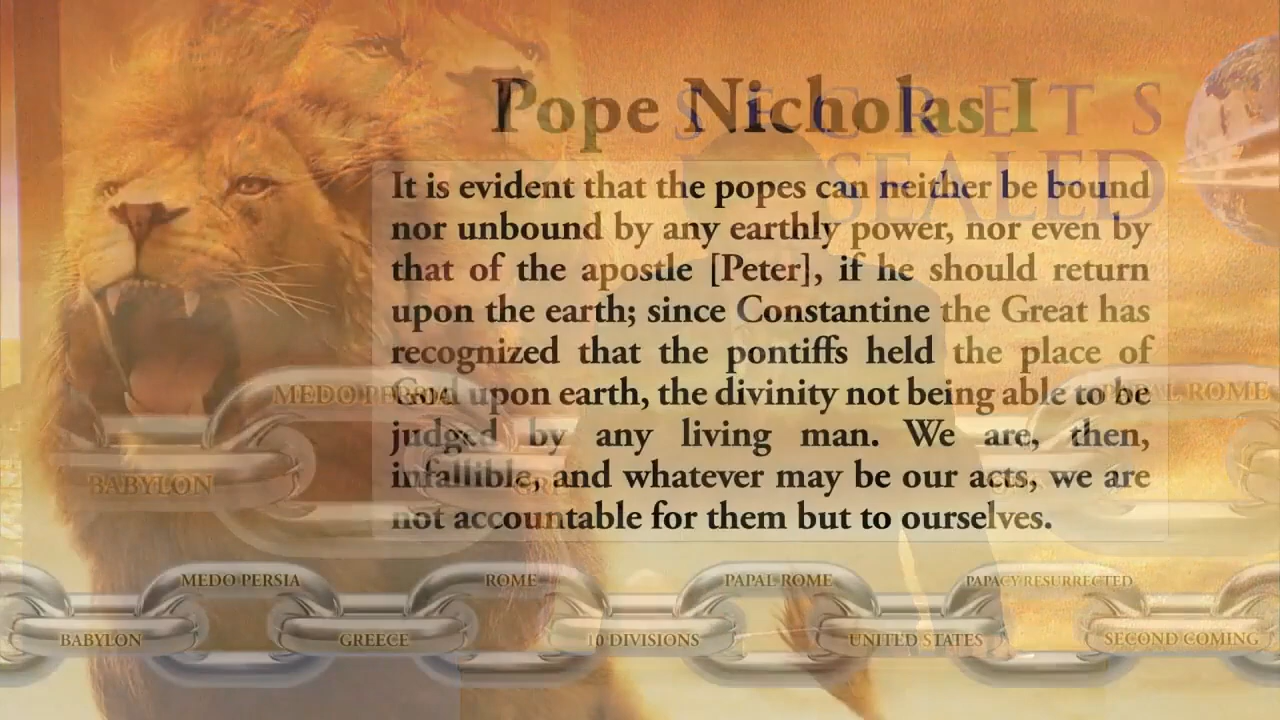 Pope Nicholas I
SECRETS
SEALED
It is evident that the popes can neither be bound
nor unbound by any earthly power, nor even by
that of the apostle [Peter], if he should return
upon the earth; since Constantine the Great has
recognized that the pontiffs held the place of
God upon earth, the divinity not being able to be
judged by any living man. We are, then,
infallible, and whatever may be our acts, we are
not accountable for them but to ourselves.
MEDO PERSIA
PAPAL ROME
BABYLON
MEDO PERSIA
ROME
PAPAL ROME
PAPACY RESURRECTED
BABYLON
GREECE
10 DIVISIONS
UNITED STATES
SECOND COMING